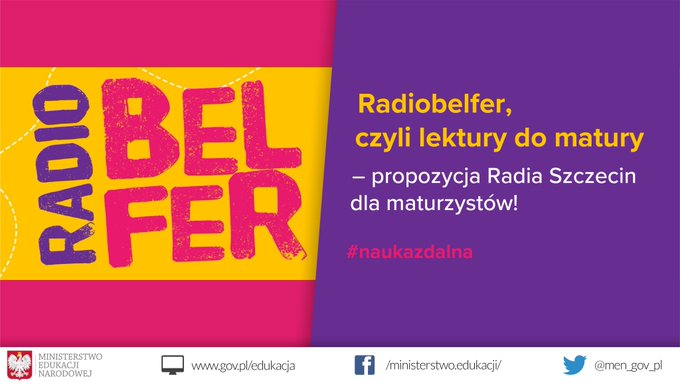 RADIO
BEL
FER
Radiobelfer,
czyli lektury do matury
– propozycja Radia Szczecin
dla maturzystów!
#naukazdalna
MINISTERSTWO
EDUKACJI
NARODOWEJ
www.gov.pl/edukacja
/ministerstwo.edukacji/
@men_gov_pl